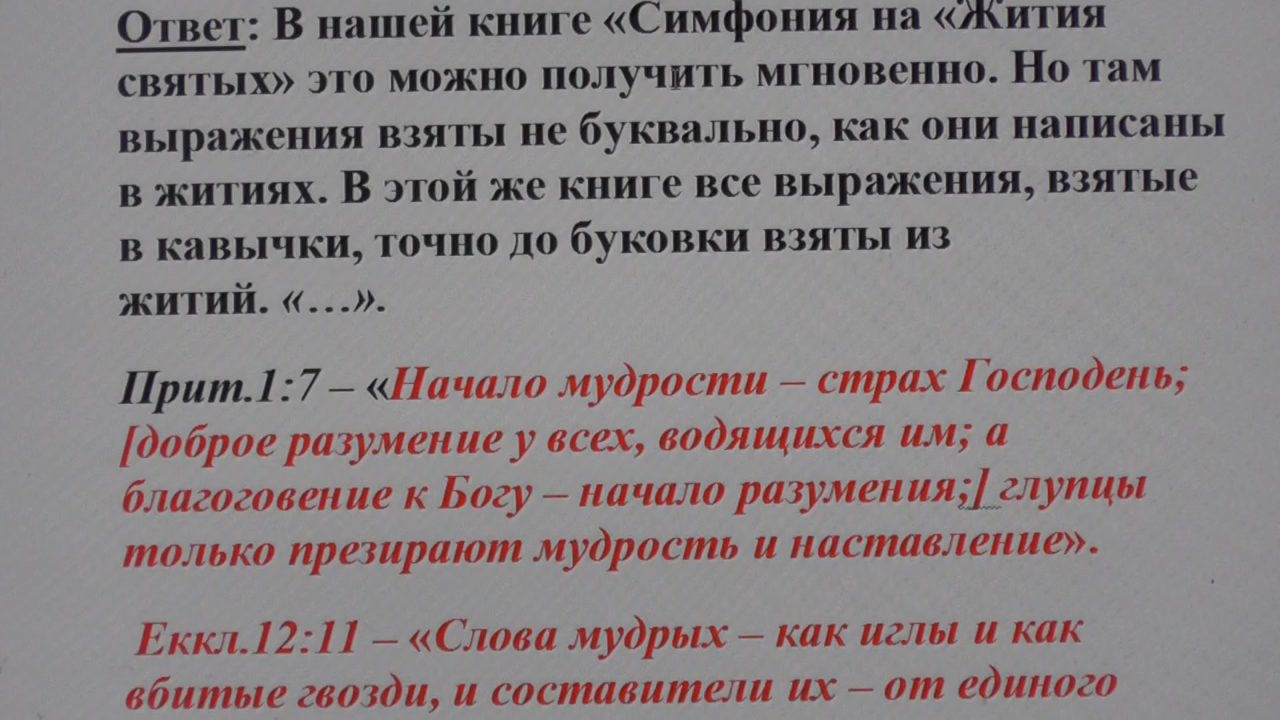 Ответ: В нашей книге «Симфония на «Жития
святых» это можно получить мгновенно. Но там
выражения взяты не буквально, как они написаны
в житиях. В этой же книге все выражения, взятые
в кавычки, точно до буковки взяты из
житий. «…».
Прит.1:7 – «Начало мудрости – страх Господень;
[доброе разумение у всех, водящихся им; а
благоговение к Богу – начало разумения;] глупцы
только презирают мудрость и наставление».
Еккл.12:11 – «Слова мудрых – как иглы и как
вбитые гвозди, и составители их – от единого